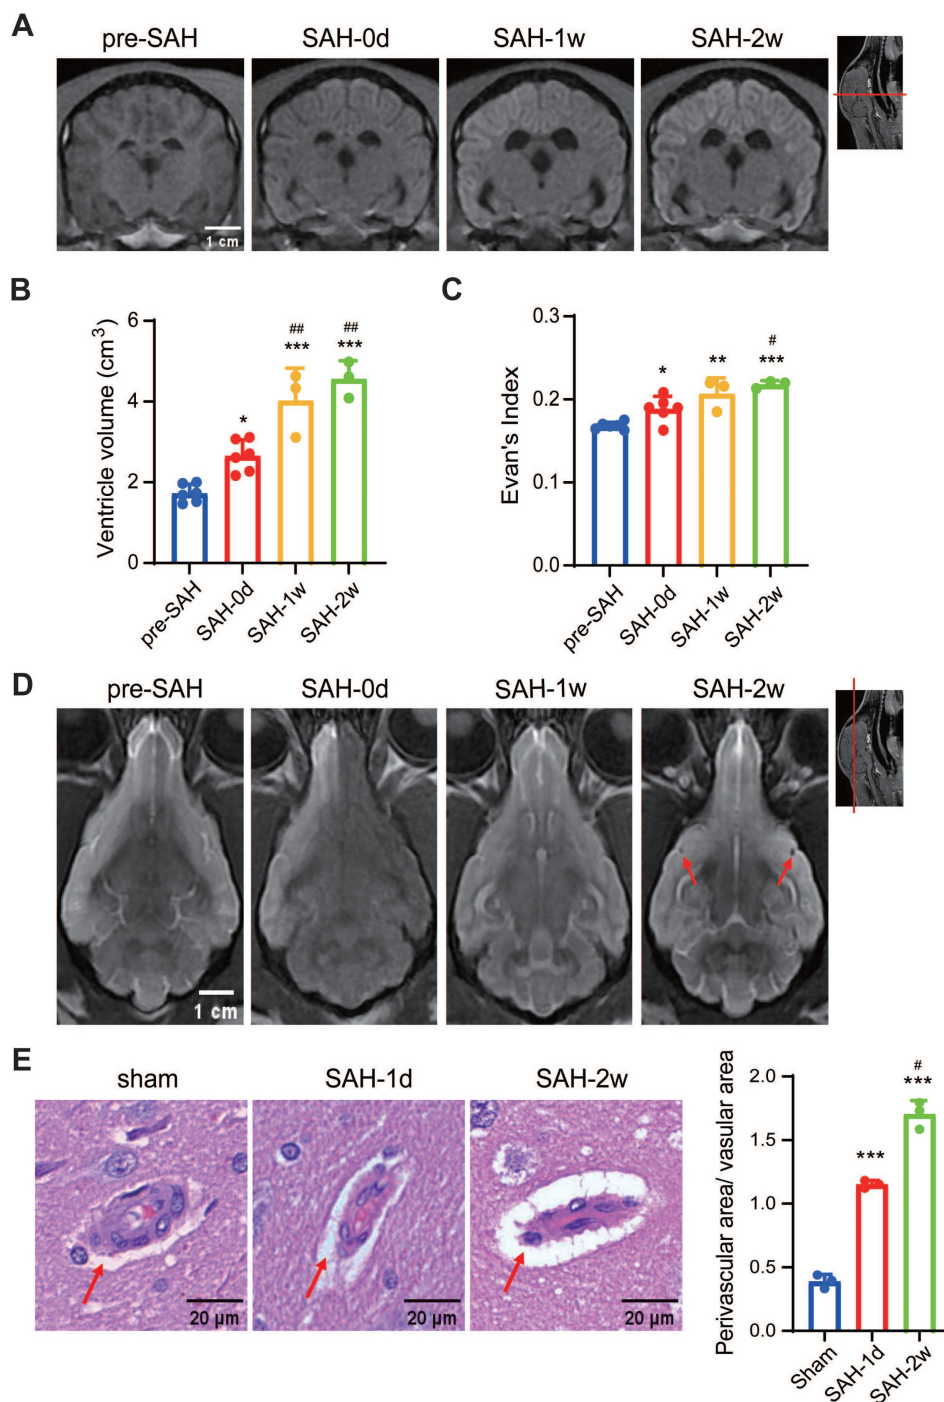 A
pre-SAH SAH-0d SAH-1w SAH-2w
1 cm
B
Ventricle volume (cm³)
6
4
2
0
*
##
***
##
***
pre-SAH SAH-0d SAH-1w SAH-2w
C
Evan's Index
0.3
0.2
0.1
0.0
*
**
#
***
pre-SAH SAH-0d SAH-1w SAH-2w
D
pre-SAH SAH-0d SAH-1w SAH-2w
1 cm
E
sham SAH-1d SAH-2w
20 µm 20 µm 20 µm
Perivascular area/ vasular area
2.0
1.5
1.0
0.5
0.0
***
#
***
Sham SAH-1d SAH-2w